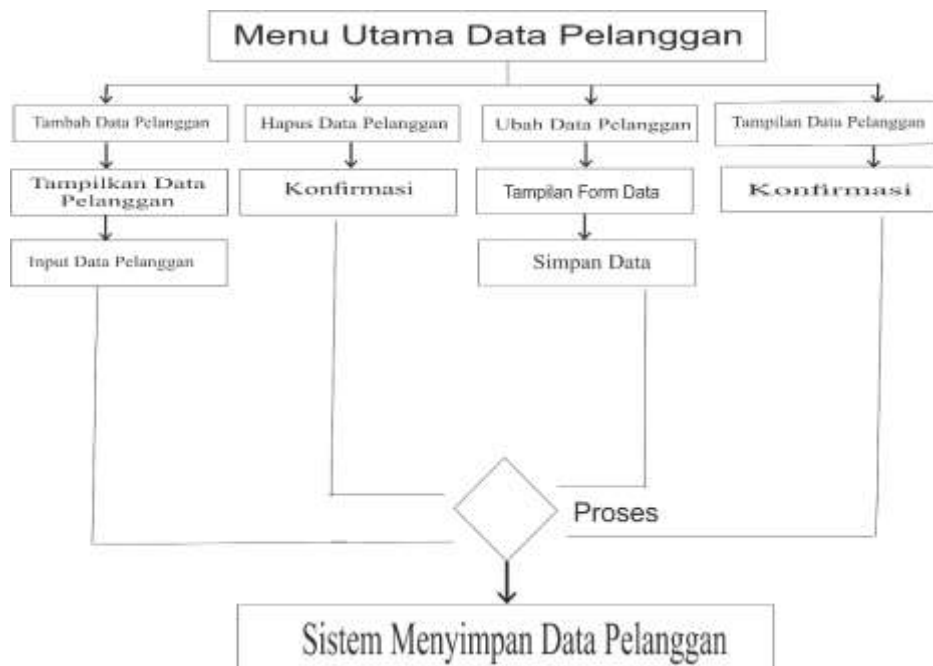 Menu Utama Data Pelanggan
Tambah Data Pelanggan
Hapus Data Pelanggan
Ubah Data Pelanggan
Tampilan Data Pelanggan
Tampilkan Data
Pelanggan
Konfirmasi
Tampilan Form Data
Konfirmasi
Input Data Pelanggan
Simpan Data
Proses
Sistem Menyimpan Data Pelanggan